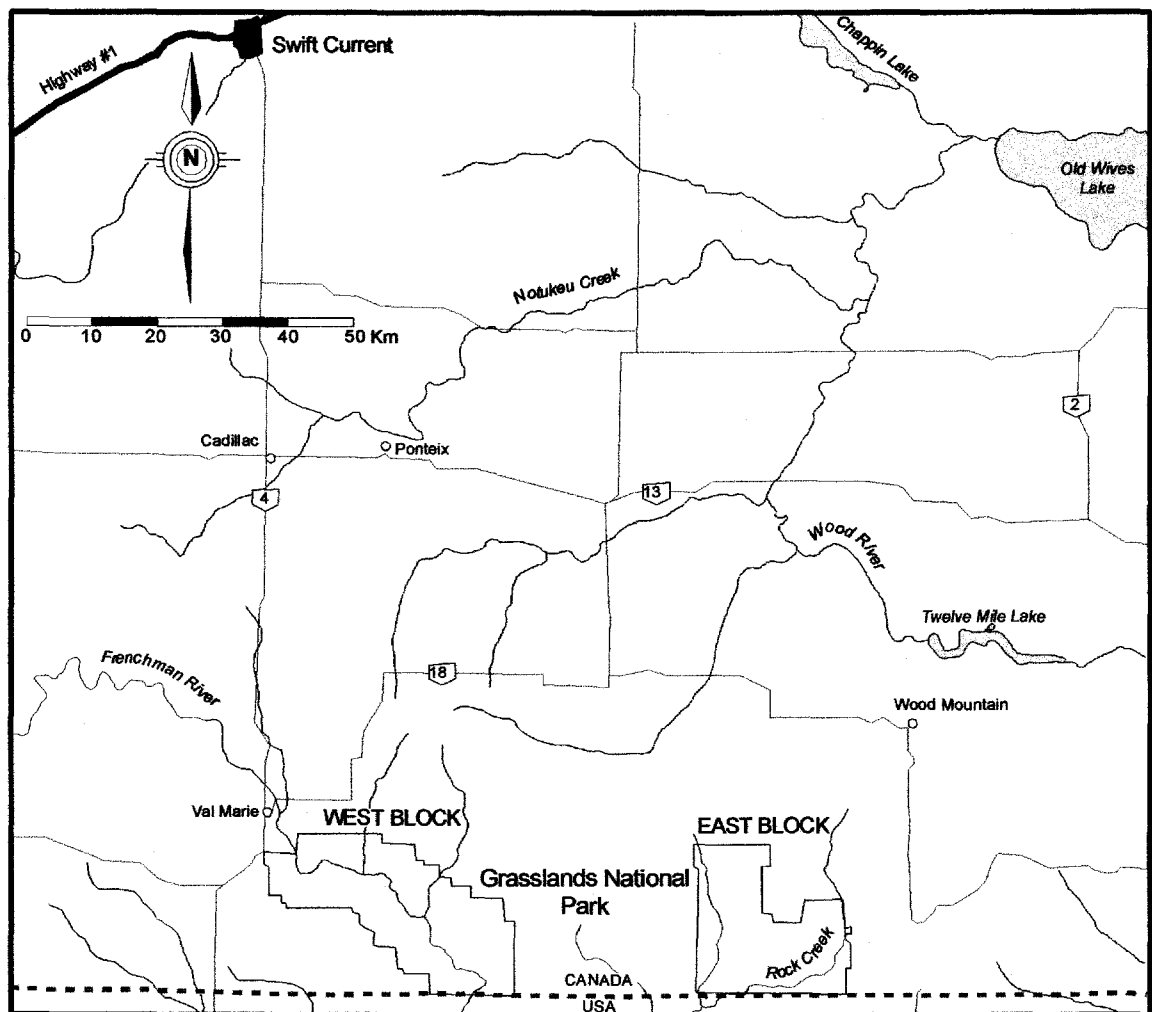 Highway #1
Swift Current
Chappin Lake
Old Wives
Lake
N
Notukeu Creek
0 10 20 30 40 50 Km
2
Cadillac
Ponteix
4
13
Wood River
Twelve Mile Lake
Frenchman River
18
Wood Mountain
Val Marie
WEST BLOCK
EAST BLOCK
Grasslands National
Park
Rock Creek
CANADA
USA